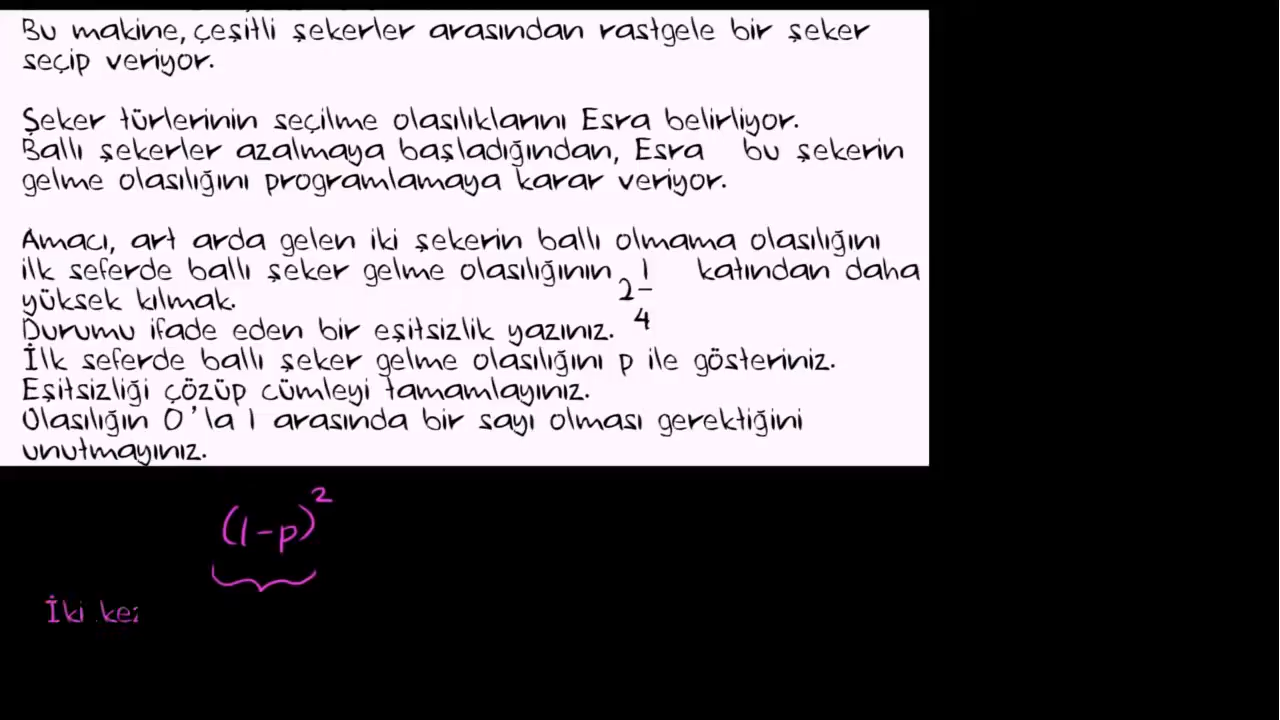 Bu makine, çeşitli şekerler arasından rastgele bir şeker
seçip veriyor.
Şeker türlerinin seçilme olasılıklarını Esra belirliyor.
Ballı şekerler azalmaya başladığından, Esra bu şekerin
gelme olasılığını programlamaya karar veriyor.
Amacı, art arda gelen iki şekerin ballı olmama olasılığını
ilk seferde ballı şeker gelme olasılığının 2 1/4 katından daha
yüksek kılmak.
Durumu ifade eden bir eşitsizlik yazınız.
İlk seferde ballı şeker gelme olasılığını p ile gösteriniz.
Eşitsizliği çözüp cümleyi tamamlayınız.
Olasılığın 0'la 1 arasında bir sayı olması gerektiğini
unutmayınız.
(1-p)²
İki